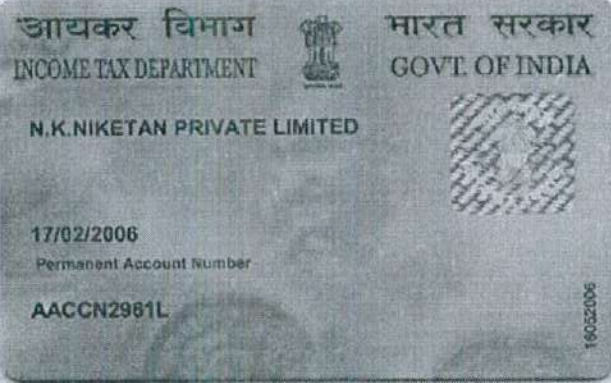 आयकर विभाग
भारत सरकार
INCOME TAX DEPARTMENT
GOVT. OF INDIA
N.K.NIKETAN PRIVATE LIMITED
17/02/2006
Permanent Account Number
AACCN2961L
16052006